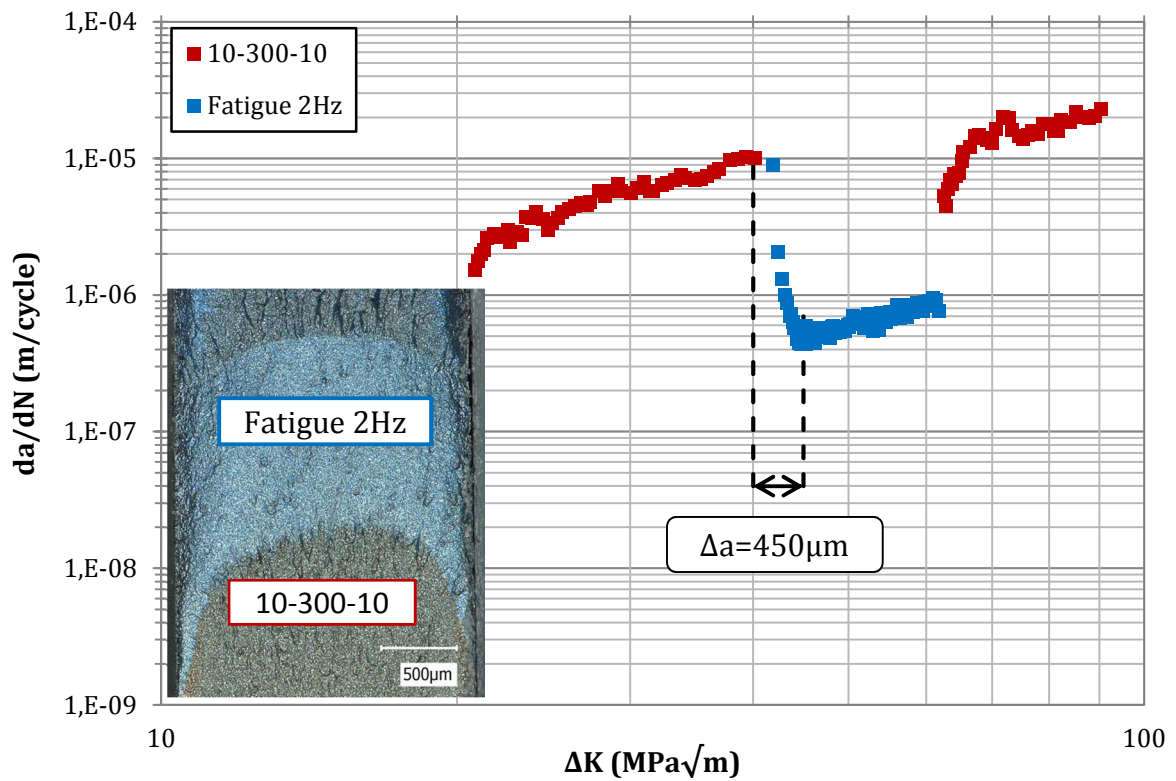 1,E-04
10-300-10
Fatigue 2Hz
1,E-05
1,E-06
da/dN (m/cycle)
Fatigue 2Hz
1,E-07
Δa=450μm
1,E-08
10-300-10
500μm
1,E-09
10
100
ΔK (MPa√m)